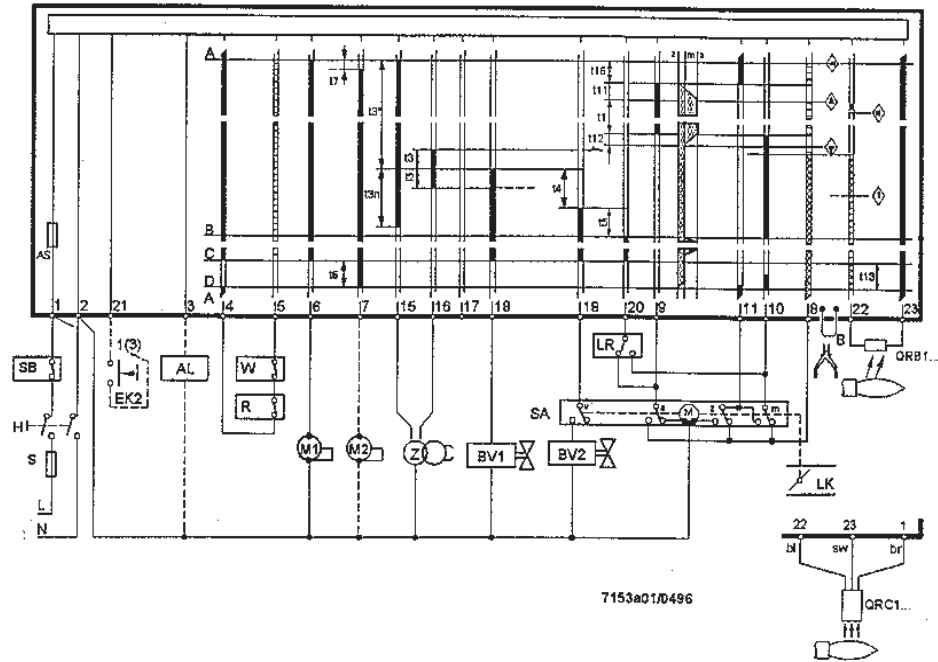 A
t7
t3*
t3
t2
t3n
t4
t5
z m s
t16
t11
t1
t12
AS
B
C
t6
D
A
t13
1 2 21 3 4 5 6 7 15 16 17 18 19 20 9 11 10 8 B 22 23
1(3)
EK2
SB
AL
W
R
LR
QRB1...
H
S
SA
v a M z m
M1 M2 Z BV1 BV2
LK
L
N
22 23 1
bl sw br
7153a01/0496
QRC1...